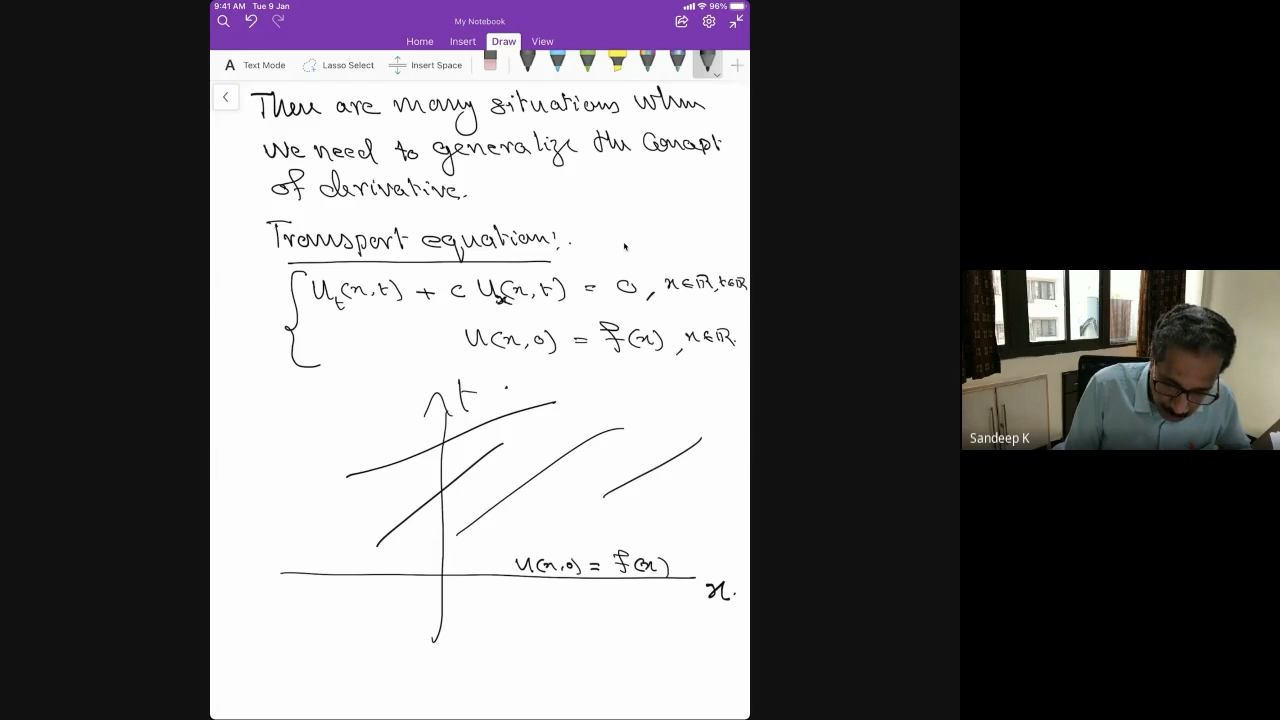 9:41 AM Tue 9 Jan
96%
My Notebook
Home Insert Draw View
A Text Mode Lasso Select Insert Space
There are many situations when
we need to generalize the concept
of derivative.
Transport equation:
u_t(x,t) + c u_x(x,t) = 0, x∈ℝ, t∈ℝ
u(x,0) = f(x), x∈ℝ.
t
u(x,0) = f(x)
x.
Sandeep K